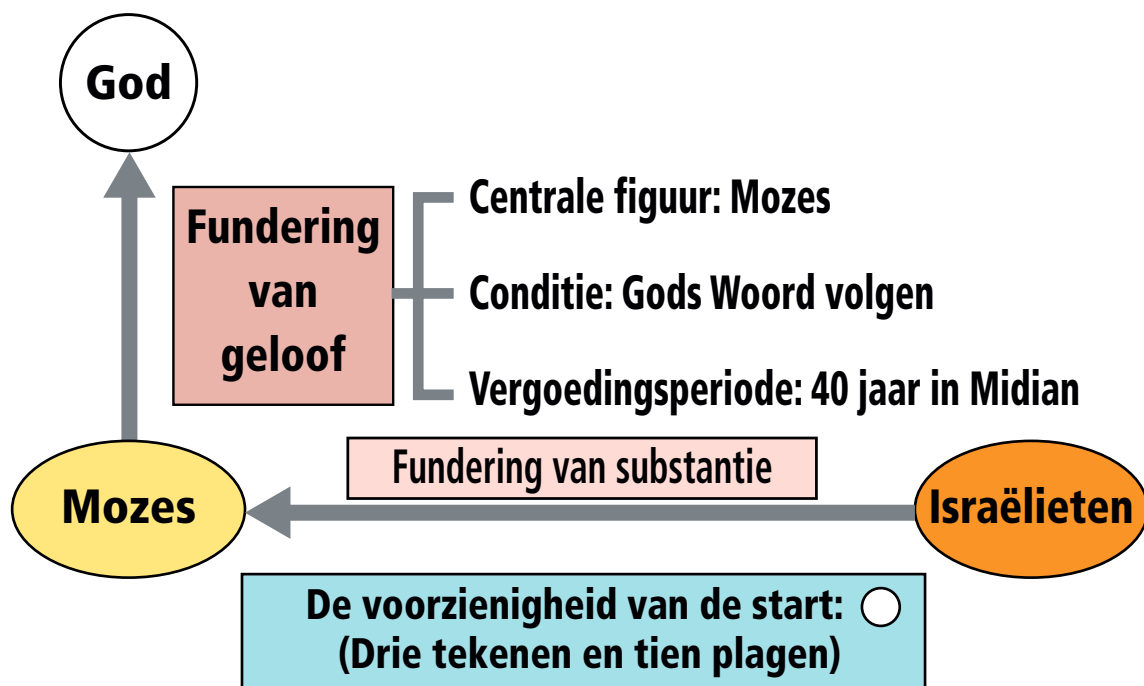 God
Fundering
van
geloof
Centrale figuur: Mozes
Conditie: Gods Woord volgen
Vergoedingsperiode: 40 jaar in Midian
Fundering van substantie
Mozes
Israëlieten
De voorzienigheid van de start:
(Drie tekenen en tien plagen)